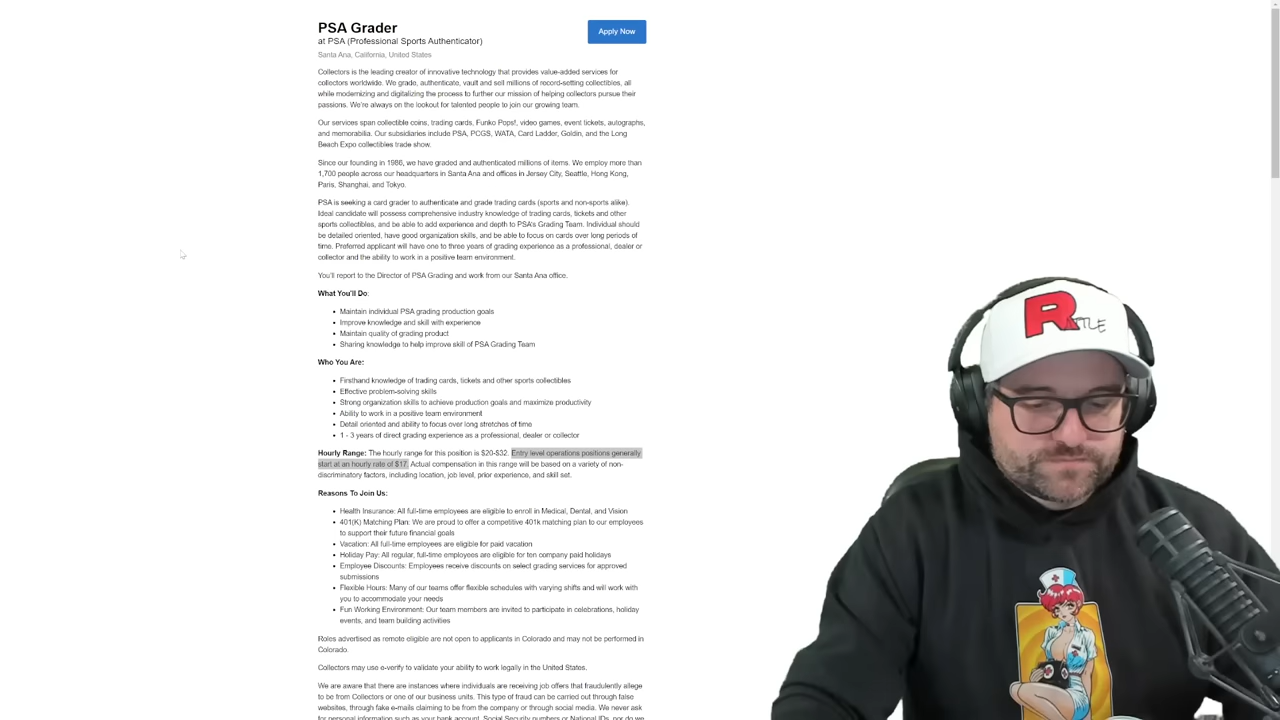 PSA Grader
Apply Now
at PSA (Professional Sports Authenticator)
Santa Ana, California, United States
Collectors is the leading creator of innovative technology that provides value-added services for
collectors worldwide. We grade, authenticate, vault and sell millions of record-setting collectibles, all
while modernizing and digitalizing the process to further our mission of helping collectors pursue their
passions. We're always on the lookout for talented people to join our growing team.
Our services span collectible coins, trading cards, Funko Pops!, video games, event tickets, autographs,
and memorabilia. Our subsidiaries include PSA, PCGS, WATA, Card Ladder, Goldin, and the Long
Beach Expo collectibles trade show.
Since our founding in 1986, we have graded and authenticated millions of items. We employ more than
1,700 people across our headquarters in Santa Ana and offices in Jersey City, Seattle, Hong Kong,
Paris, Shanghai, and Tokyo.
PSA is seeking a card grader to authenticate and grade trading cards (sports and non-sports alike).
Ideal candidate will possess comprehensive industry knowledge of trading cards, tickets and other
sports collectibles, and be able to add experience and depth to PSA's Grading Team. Individual should
be detailed oriented, have good organization skills, and be able to focus on cards over long periods of
time. Preferred applicant will have one to three years of grading experience as a professional, dealer or
collector and the ability to work in a positive team environment.
You'll report to the Director of PSA Grading and work from our Santa Ana office.
What You'll Do:
• Maintain individual PSA grading production goals
• Improve knowledge and skill with experience
• Maintain quality of grading product
• Sharing knowledge to help improve skill of PSA Grading Team
Who You Are:
• Firsthand knowledge of trading cards, tickets and other sports collectibles
• Effective problem-solving skills
• Strong organization skills to achieve production goals and maximize productivity
• Ability to work in a positive team environment
• Detail oriented and ability to focus over long stretches of time
• 1 - 3 years of direct grading experience as a professional, dealer or collector
Hourly Range: The hourly range for this position is $20-$32. Entry level operations positions generally
start at an hourly rate of $17. Actual compensation in this range will be based on a variety of non-
discriminatory factors, including location, job level, prior experience, and skill set.
Reasons To Join Us:
• Health Insurance: All full-time employees are eligible to enroll in Medical, Dental, and Vision
• 401(K) Matching Plan: We are proud to offer a competitive 401k matching plan to our employees
to support their future financial goals
• Vacation: All full-time employees are eligible for paid vacation
• Holiday Pay: All regular, full-time employees are eligible for ten company paid holidays
• Employee Discounts: Employees receive discounts on select grading services for approved
submissions
• Flexible Hours: Many of our teams offer flexible schedules with varying shifts and will work with
you to accommodate your needs
• Fun Working Environment: Our team members are invited to participate in celebrations, holiday
events, and team building activities
Roles advertised as remote eligible are not open to applicants in Colorado and may not be performed in
Colorado.
Collectors may use e-verify to validate your ability to work legally in the United States.
We are aware that there are instances where individuals are receiving job offers that fraudulently allege
to be from Collectors or one of our business units. This type of fraud can be carried out through false
websites, through fake e-mails claiming to be from the company or through social media. We never ask
for personal information such as your bank account, Social Security numbers or National IDs, nor do we
R